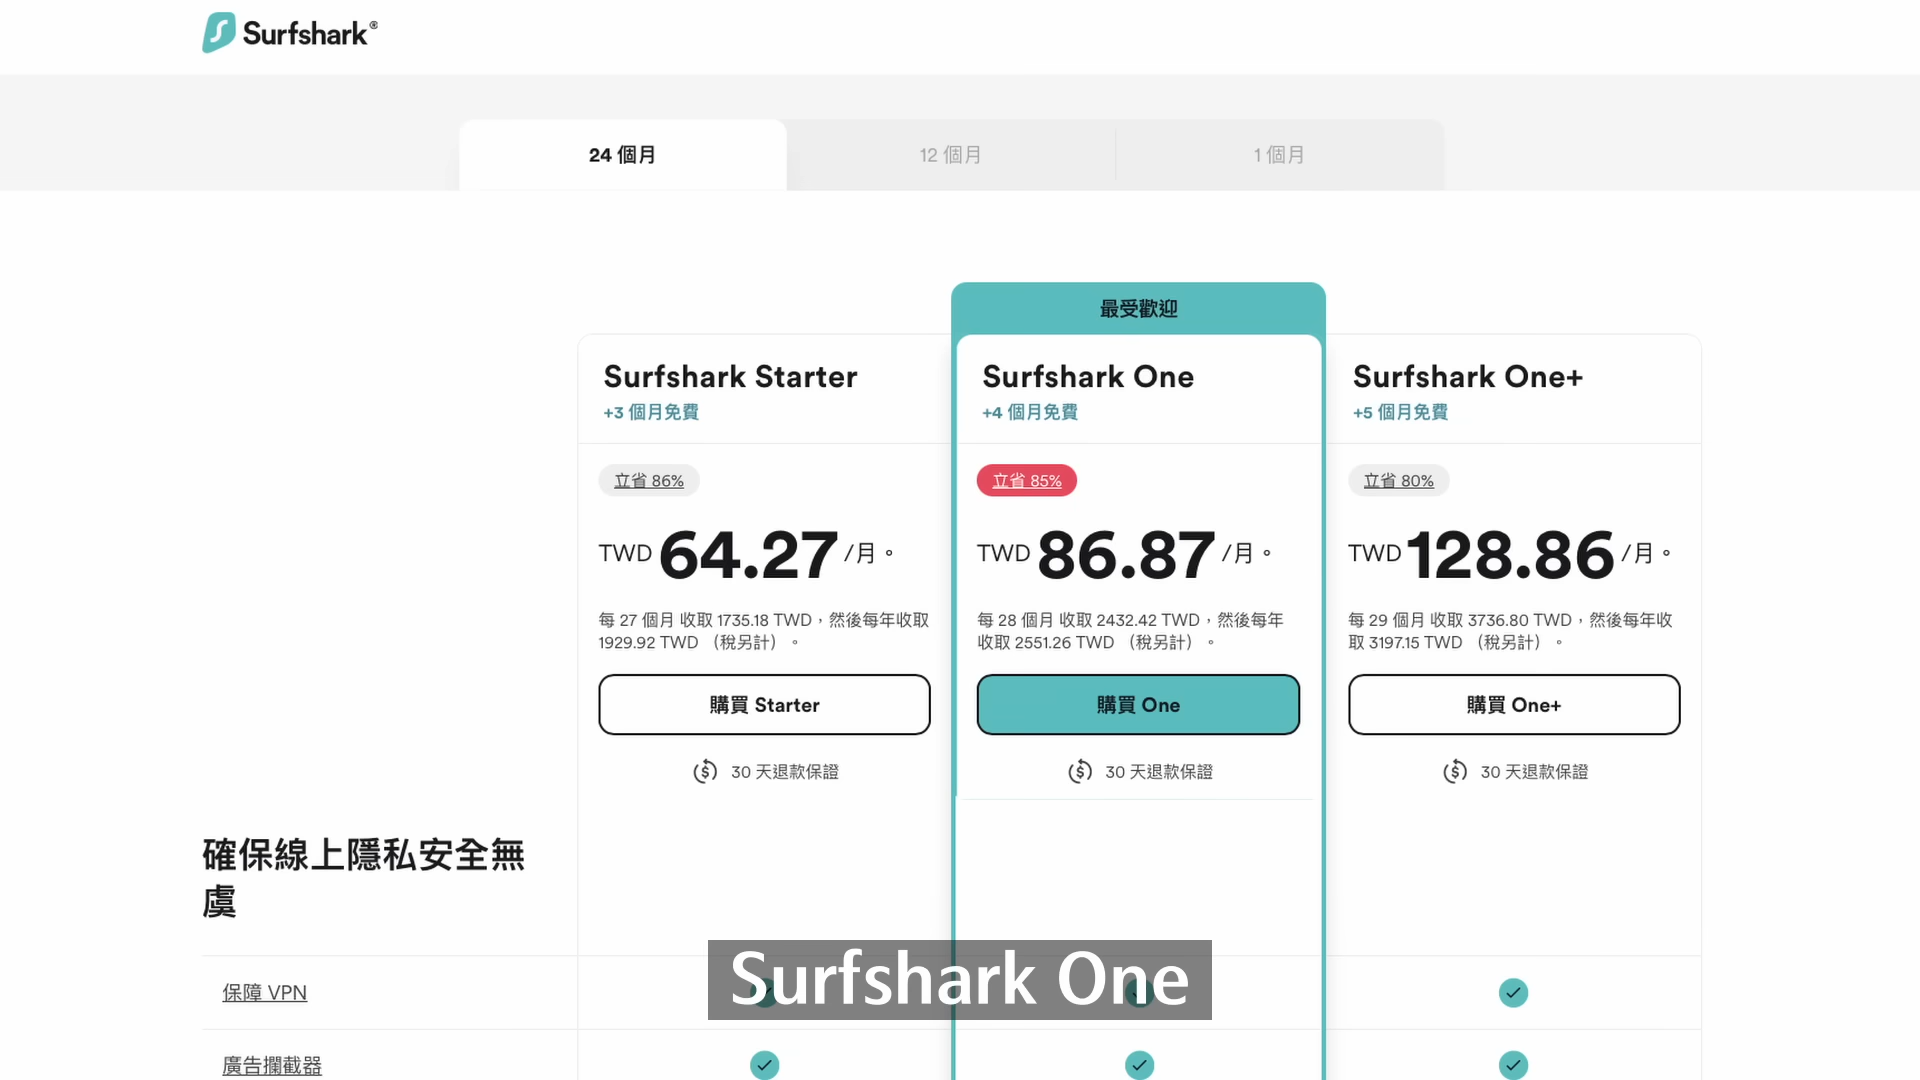 Surfshark®
24 個月
12 個月
1 個月
最受歡迎
Surfshark Starter
+3 個月免費
立省 86%
TWD 64.27 /月。
每 27 個月 收取 1735.18 TWD，然後每年收取
1929.92 TWD （稅另計）。
購買 Starter
30 天退款保證
Surfshark One
+4 個月免費
立省 85%
TWD 86.87 /月。
每 28 個月 收取 2432.42 TWD，然後每年
收取 2551.26 TWD （稅另計）。
購買 One
30 天退款保證
Surfshark One+
+5 個月免費
立省 80%
TWD 128.86 /月。
每 29 個月 收取 3736.80 TWD，然後每年收
取 3197.15 TWD （稅另計）。
購買 One+
30 天退款保證
確保線上隱私安全無
虞
保障 VPN
廣告攔截器
Surfshark One